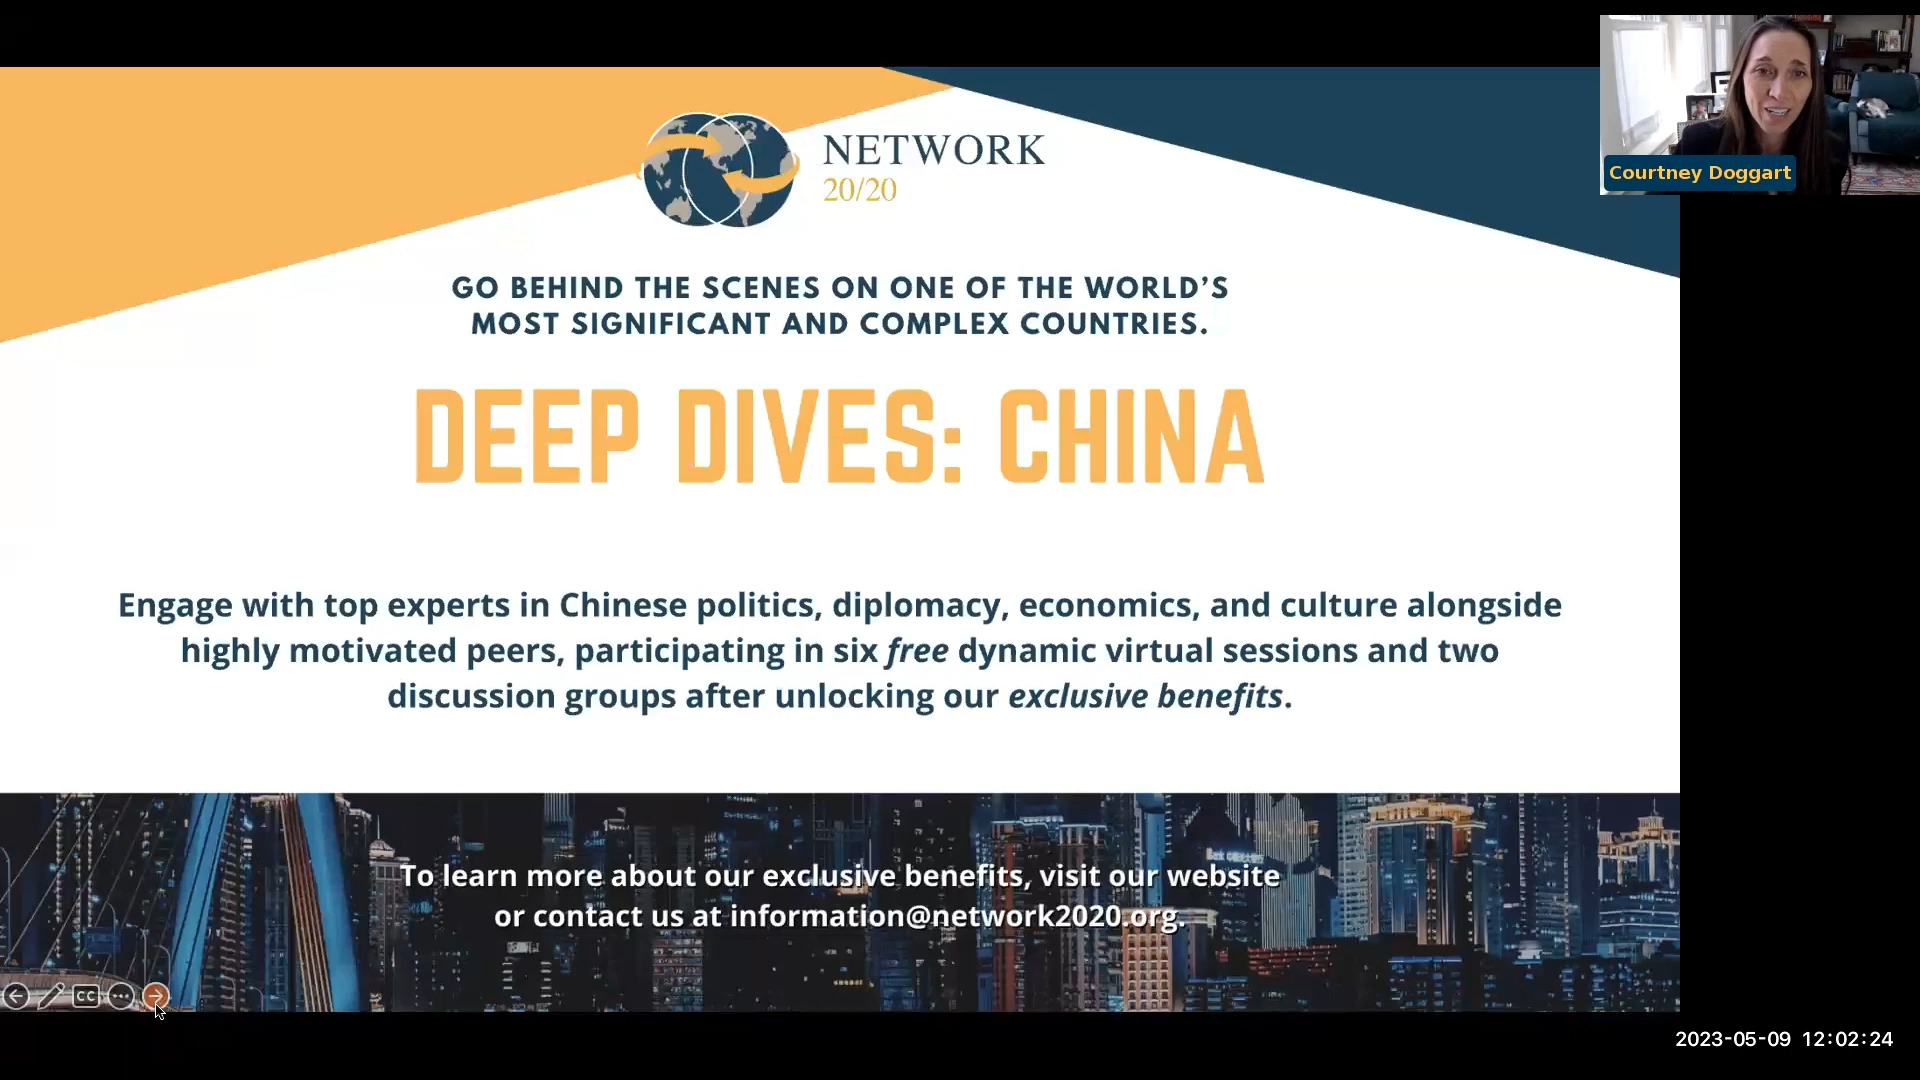 Courtney Doggart
NETWORK
20/20
GO BEHIND THE SCENES ON ONE OF THE WORLD’S
MOST SIGNIFICANT AND COMPLEX COUNTRIES.
DEEP DIVES: CHINA
Engage with top experts in Chinese politics, diplomacy, economics, and culture alongside
highly motivated peers, participating in six free dynamic virtual sessions and two
discussion groups after unlocking our exclusive benefits.
To learn more about our exclusive benefits, visit our website
or contact us at information@network2020.org.
CC
2023-05-09 12:02:24